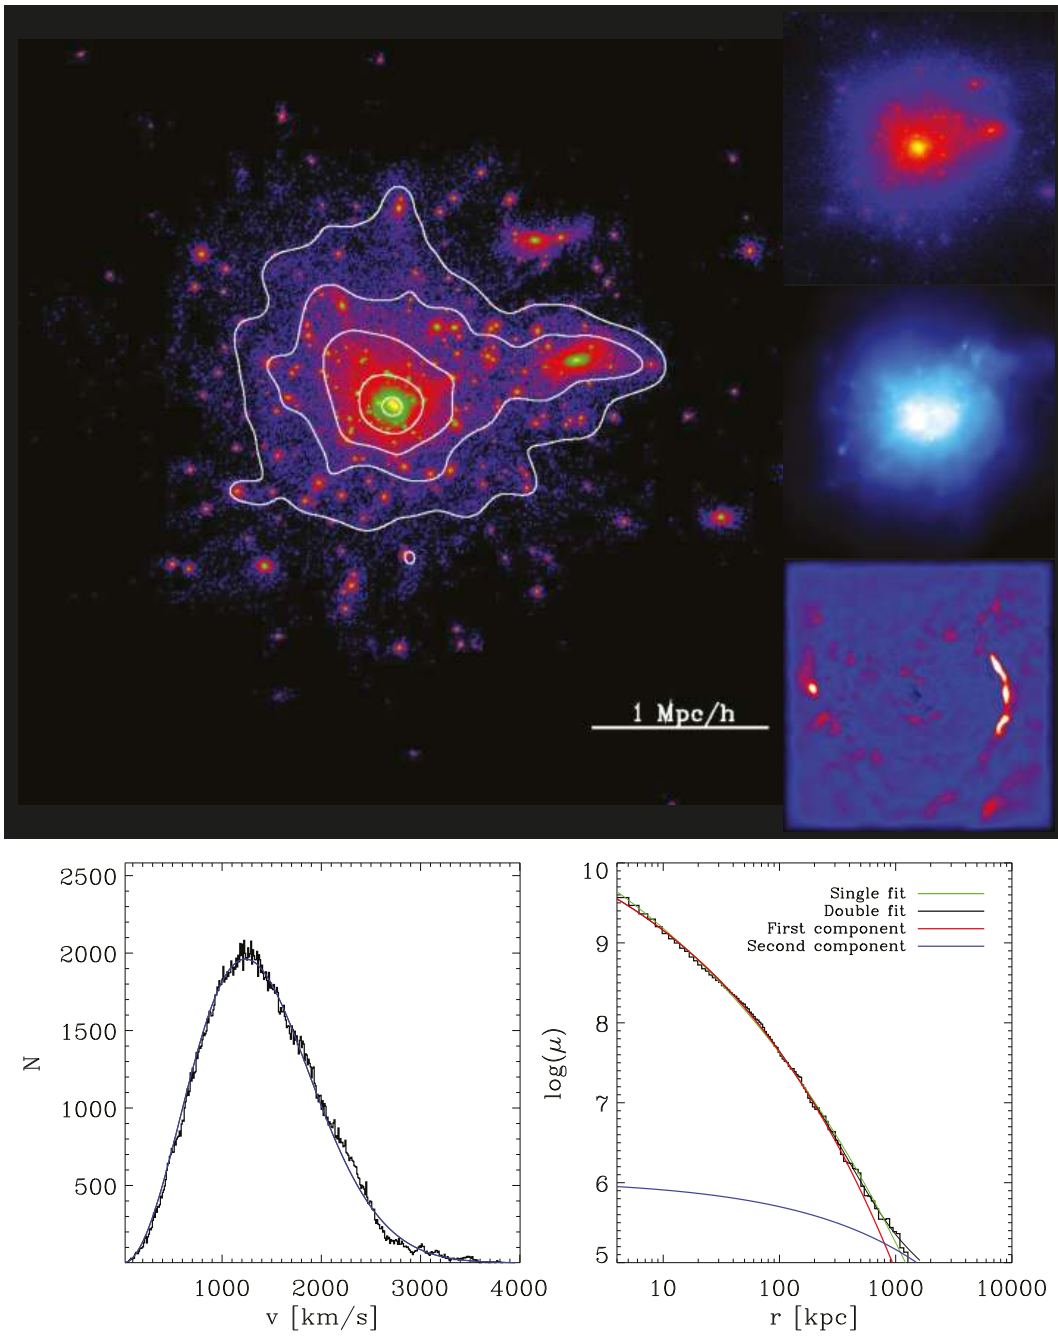 1 Mpc/h
2500
2000
1500
1000
500
N
1000 2000 3000 4000
v [km/s]
10
9
8
7
6
5
log(μ)
Single fit
Double fit
First component
Second component
10 100 1000 10000
r [kpc]